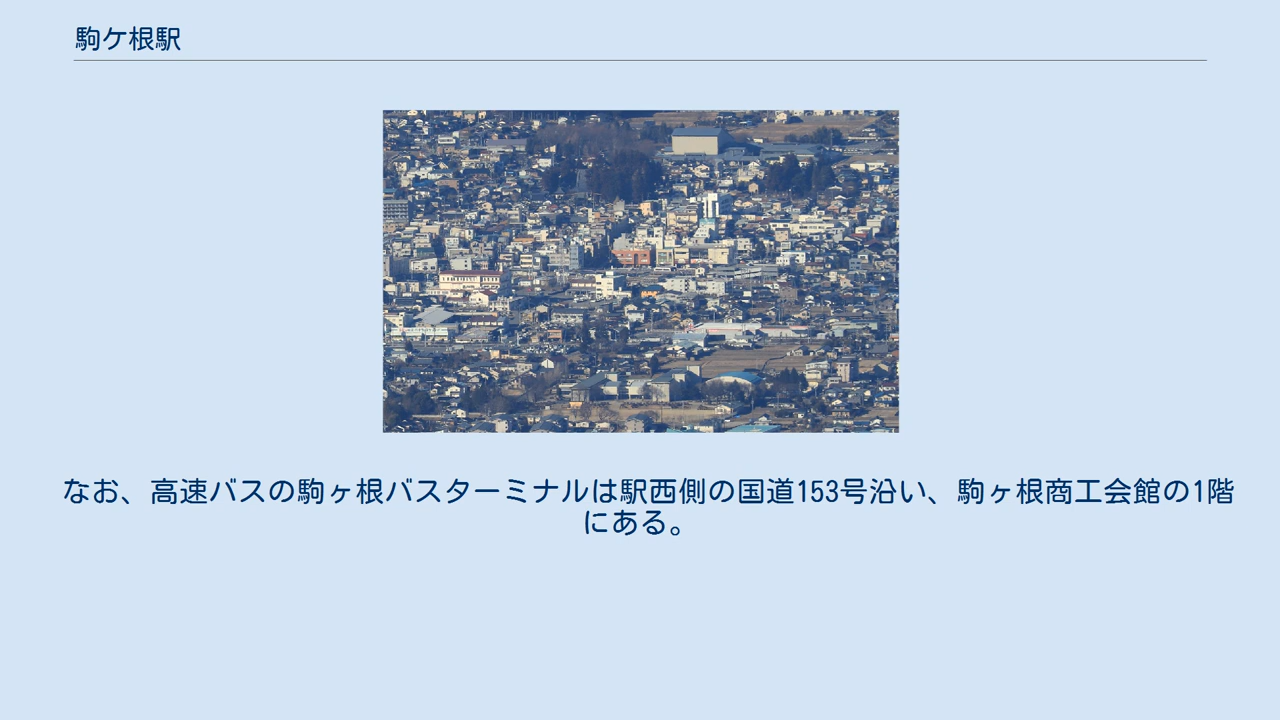 駒ケ根駅
なお、高速バスの駒ヶ根バスターミナルは駅西側の国道153号沿い、駒ヶ根商工会館の1階
にある。